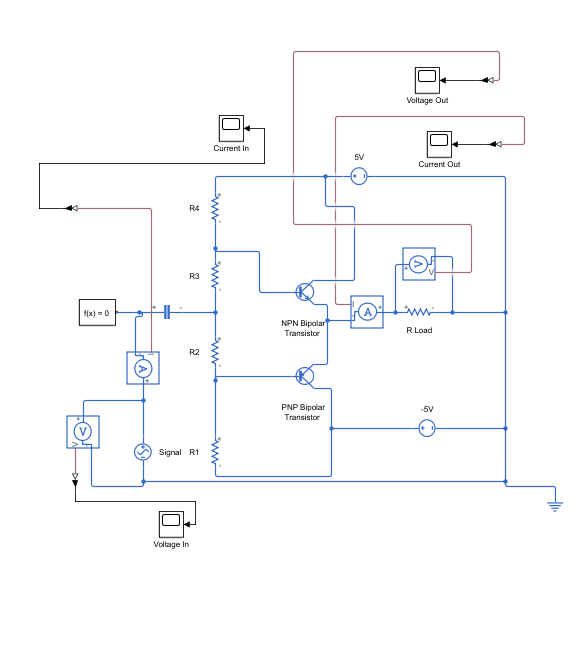 Voltage Out
Current In
Current Out
5V
R4
R3
f(x) = 0
NPN Bipolar
Transistor
R Load
R2
PNP Bipolar
Transistor
-5V
Signal
R1
Voltage In